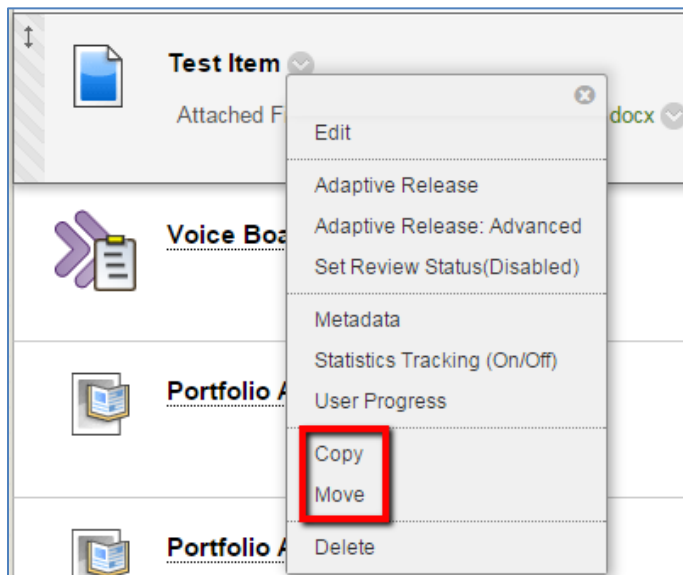 Test Item
Attached F
docx
Edit
Adaptive Release
Adaptive Release: Advanced
Set Review Status(Disabled)
Voice Boa
Metadata
Statistics Tracking (On/Off)
User Progress
Portfolio A
Copy
Move
Delete
Portfolio A